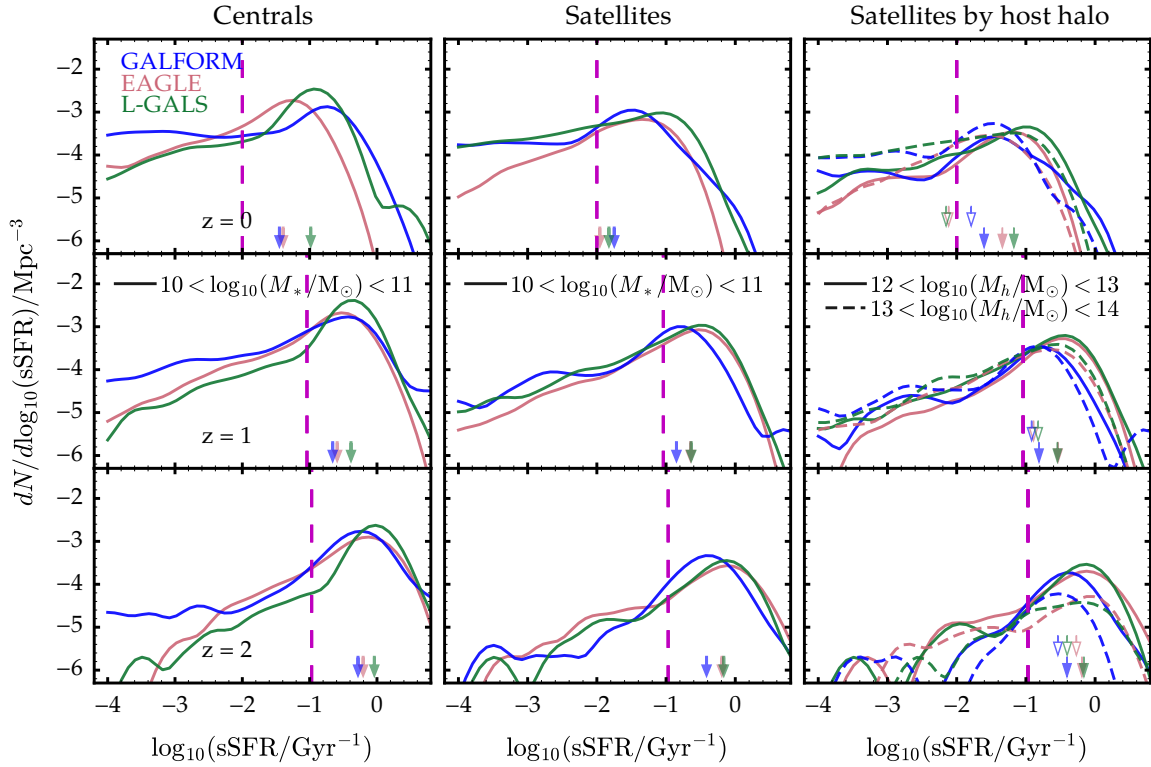 Centrals Satellites Satellites by host halo
GALFORM
EAGLE
L-GALS
−2
−3
−4
−5
−6
z = 0
10 < log₁₀(M∗/M⊙) < 11 10 < log₁₀(M∗/M⊙) < 11 12 < log₁₀(Mₕ/M⊙) < 13
13 < log₁₀(Mₕ/M⊙) < 14
−2
−3
−4
−5
−6
z = 1
−2
−3
−4
−5
−6
z = 2
dN/dlog₁₀(sSFR)/Mpc⁻³
−4 −3 −2 −1 0 −4 −3 −2 −1 0 −4 −3 −2 −1 0
log₁₀(sSFR/Gyr⁻¹) log₁₀(sSFR/Gyr⁻¹) log₁₀(sSFR/Gyr⁻¹)